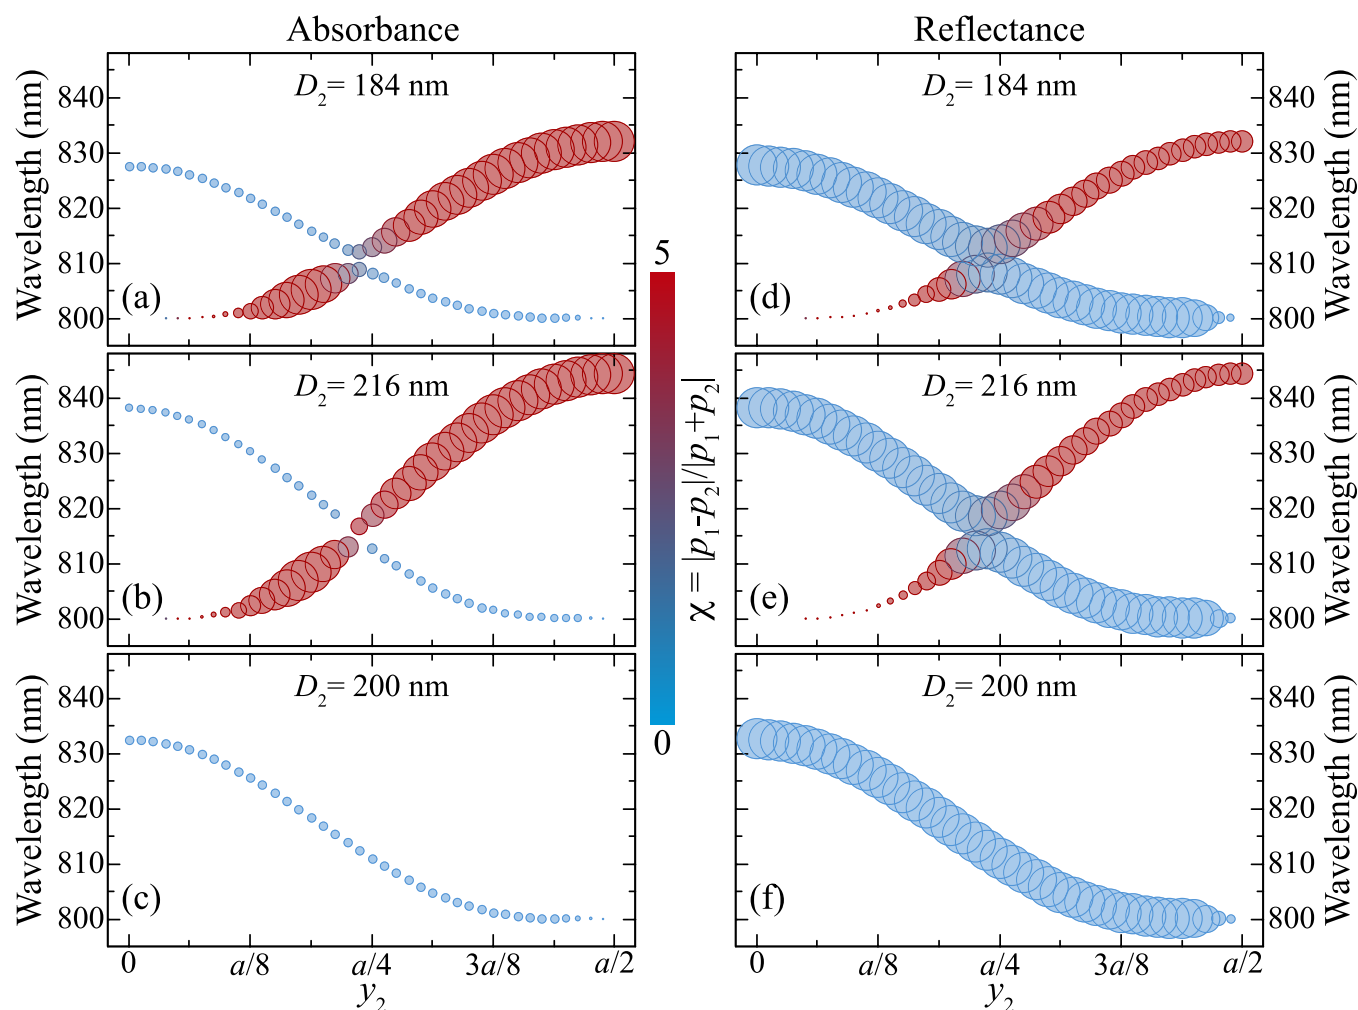 Absorbance
Reflectance
D2= 184 nm
D2= 184 nm
Wavelength (nm)
840
830
820
810
800
(a)
(d)
840
830
820
810
800
Wavelength (nm)
5
χ = |p1-p2|/|p1+p2|
0
D2= 216 nm
D2= 216 nm
Wavelength (nm)
840
830
820
810
800
(b)
(e)
840
830
820
810
800
Wavelength (nm)
D2= 200 nm
D2= 200 nm
Wavelength (nm)
840
830
820
810
800
(c)
(f)
840
830
820
810
800
Wavelength (nm)
0 a/8 a/4 3a/8 a/2
y2
0 a/8 a/4 3a/8 a/2
y2